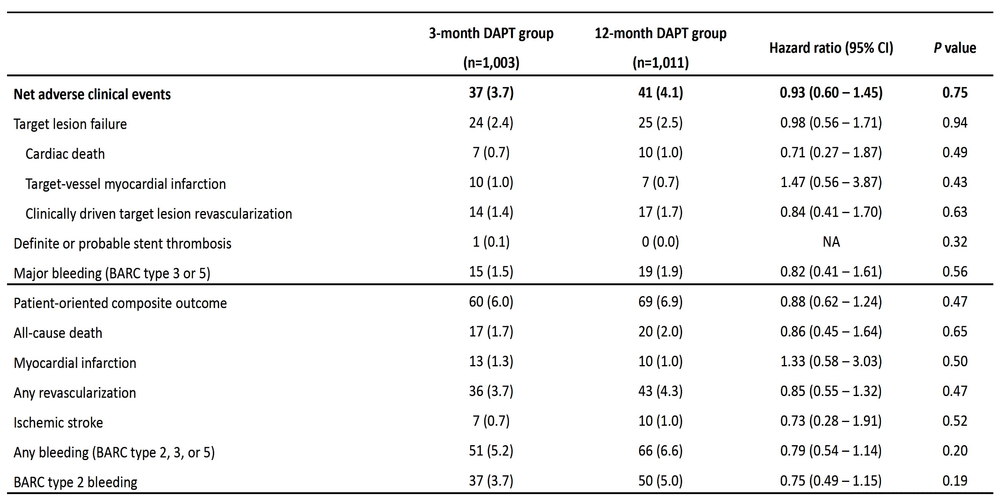 3-month DAPT group 12-month DAPT group
Hazard ratio (95% CI) P value
(n=1,003) (n=1,011)
Net adverse clinical events 37 (3.7) 41 (4.1) 0.93 (0.60 – 1.45) 0.75
Target lesion failure 24 (2.4) 25 (2.5) 0.98 (0.56 – 1.71) 0.94
Cardiac death 7 (0.7) 10 (1.0) 0.71 (0.27 – 1.87) 0.49
Target-vessel myocardial infarction 10 (1.0) 7 (0.7) 1.47 (0.56 – 3.87) 0.43
Clinically driven target lesion revascularization 14 (1.4) 17 (1.7) 0.84 (0.41 – 1.70) 0.63
Definite or probable stent thrombosis 1 (0.1) 0 (0.0) NA 0.32
Major bleeding (BARC type 3 or 5) 15 (1.5) 19 (1.9) 0.82 (0.41 – 1.61) 0.56
Patient-oriented composite outcome 60 (6.0) 69 (6.9) 0.88 (0.62 – 1.24) 0.47
All-cause death 17 (1.7) 20 (2.0) 0.86 (0.45 – 1.64) 0.65
Myocardial infarction 13 (1.3) 10 (1.0) 1.33 (0.58 – 3.03) 0.50
Any revascularization 36 (3.7) 43 (4.3) 0.85 (0.55 – 1.32) 0.47
Ischemic stroke 7 (0.7) 10 (1.0) 0.73 (0.28 – 1.91) 0.52
Any bleeding (BARC type 2, 3, or 5) 51 (5.2) 66 (6.6) 0.79 (0.54 – 1.14) 0.20
BARC type 2 bleeding 37 (3.7) 50 (5.0) 0.75 (0.49 – 1.15) 0.19